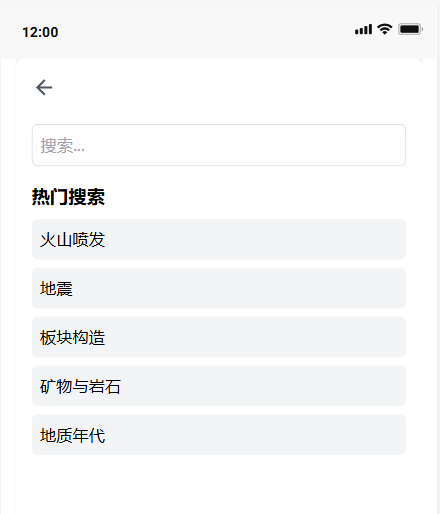 12:00
搜索...
热门搜索
火山喷发
地震
板块构造
矿物与岩石
地质年代